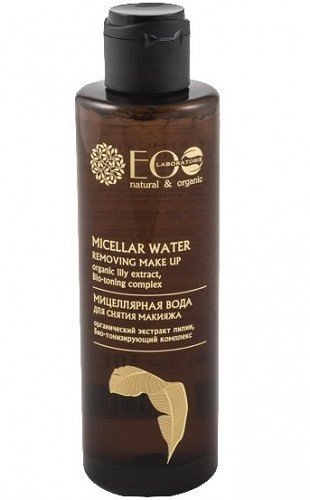 ECO
LABORATORIE
natural & organic
MICELLAR WATER
REMOVING MAKE UP
organic lily extract,
Bio-toning complex
МИЦЕЛЛЯРНАЯ ВОДА
ДЛЯ СНЯТИЯ МАКИЯЖА
органический экстракт лилии,
Био-тонизирующий комплекс